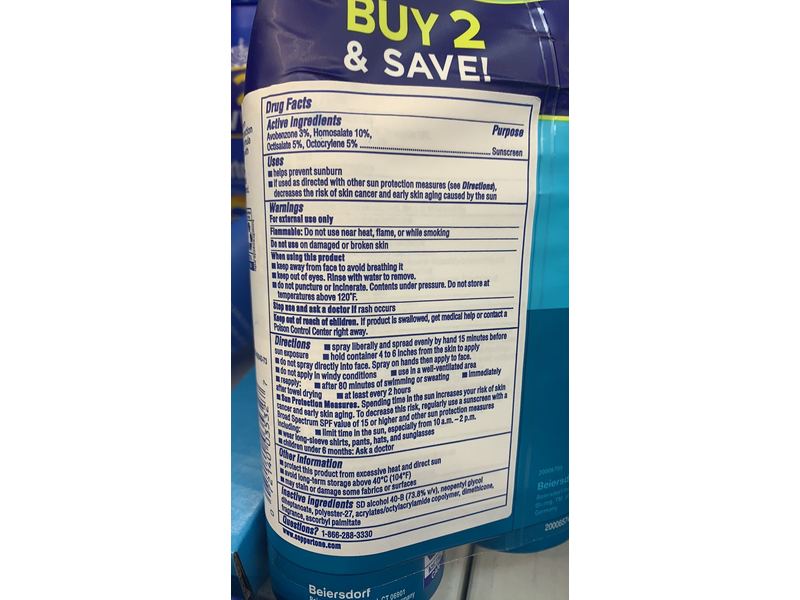 BUY 2
& SAVE!
Drug Facts
Active Ingredients
Purpose
Avobenzone 3%, Homosalate 10%,
Octisalate 5%, Octocrylene 5% Sunscreen
Uses
■ helps prevent sunburn
■ if used as directed with other sun protection measures (see Directions),
decreases the risk of skin cancer and early skin aging caused by the sun
Warnings
For external use only
Flammable: Do not use near heat, flame, or while smoking
Do not use on damaged or broken skin
When using this product
■ keep away from face to avoid breathing it
■ keep out of eyes. Rinse with water to remove.
■ do not puncture or incinerate. Contents under pressure. Do not store at
temperatures above 120°F.
Stop use and ask a doctor if rash occurs
Keep out of reach of children. If product is swallowed, get medical help or contact a
Poison Control Center right away.
Directions ■ spray liberally and spread evenly by hand 15 minutes before
sun exposure ■ hold container 4 to 6 inches from the skin to apply
■ do not spray directly into face. Spray on hands then apply to face.
■ do not apply in windy conditions ■ use in a well-ventilated area
■ reapply: ■ after 80 minutes of swimming or sweating ■ immediately
after towel drying ■ at least every 2 hours
■ Sun Protection Measures. Spending time in the sun increases your risk of skin
cancer and early skin aging. To decrease this risk, regularly use a sunscreen with a
Broad Spectrum SPF value of 15 or higher and other sun protection measures
including: ■ limit time in the sun, especially from 10 a.m. – 2 p.m.
■ wear long-sleeve shirts, pants, hats, and sunglasses
■ children under 6 months: Ask a doctor
Other information
■ protect this product from excessive heat and direct sun
■ avoid long-term storage above 40°C (104°F)
■ may stain or damage some fabrics or surfaces
Inactive ingredients SD alcohol 40-B (73.8% v/v), neopentyl glycol
diheptanoate, polyester-27, acrylates/octylacrylamide copolymer, dimethicone,
fragrance, ascorbyl palmitate
Questions? 1-866-288-3330
www.coppertone.com
Beiersdorf
CT 06901
Beiersd
Germany